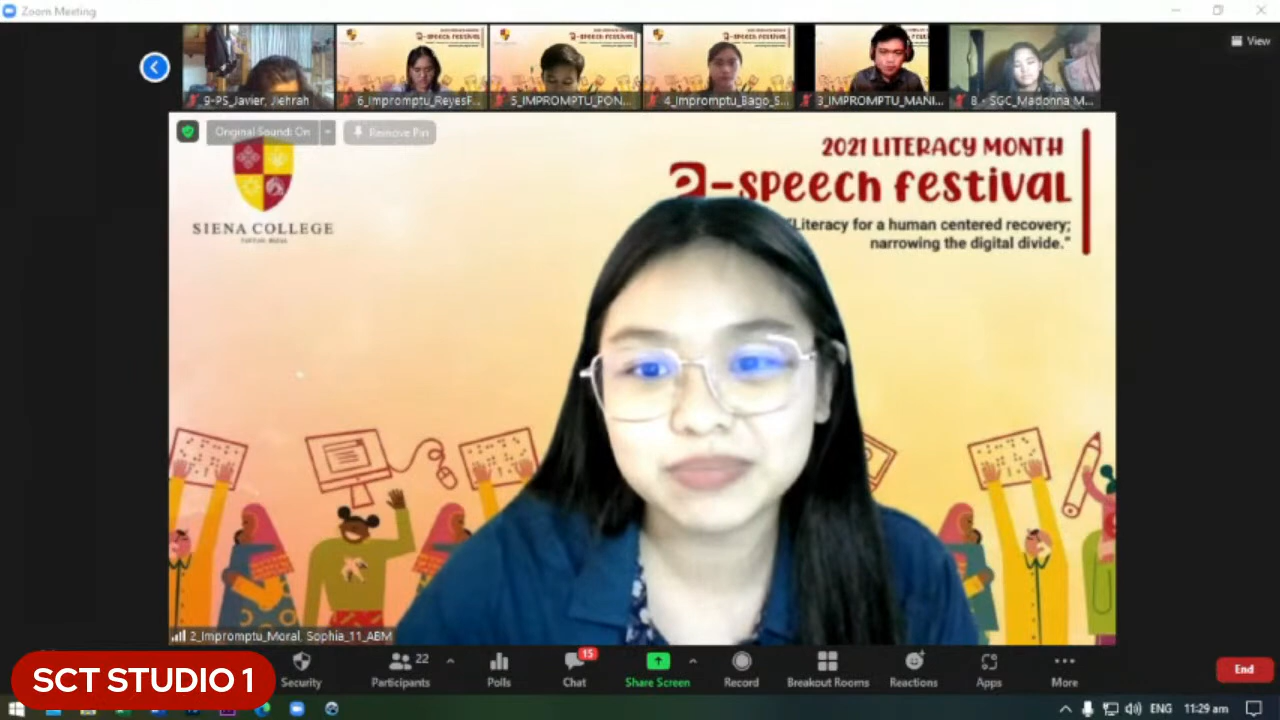 Zoom Meeting
View
9-PS_Javier, Jiehrah
6_Impromptu_ReyesF...
5_IMPROMPTU_PON...
4_Impromptu_Bago_S...
3_IMPROMPTU_MANI...
8 - SGC_Madonna M...
Original Sound: On
Remove Pin
2021 LITERACY MONTH
e-SPEECH FESTIVAL
"Literacy for a human centered recovery;
narrowing the digital divide."
SIENA COLLEGE
2_Impromptu_Moral, Sophia_11_ABM
SCT STUDIO 1
Security
Participants
22
Polls
Chat
15
Share Screen
Record
Breakout Rooms
Reactions
Apps
More
End
ENG
11:29 am